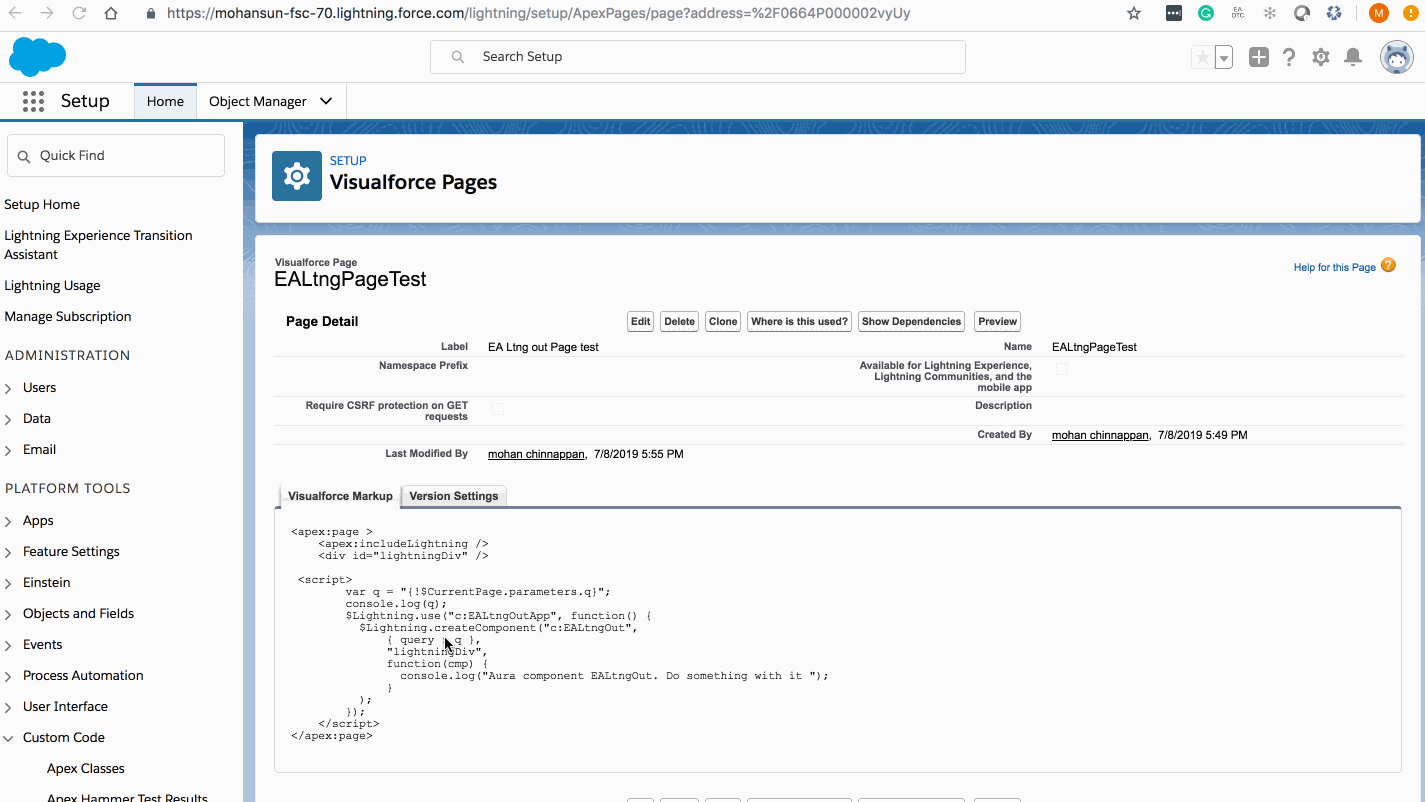 https://mohansun-fsc-70.lightning.force.com/lightning/setup/ApexPages/page?address=%2F0664P000002vyUy
EA
OTC
M
Search Setup
Setup
Home
Object Manager
Quick Find
Setup Home
Lightning Experience Transition
Assistant
Lightning Usage
Manage Subscription
ADMINISTRATION
Users
Data
Email
PLATFORM TOOLS
Apps
Feature Settings
Einstein
Objects and Fields
Events
Process Automation
User Interface
Custom Code
Apex Classes
Apex Hammer Test Results
SETUP
Visualforce Pages
Visualforce Page
EALtngPageTest
Help for this Page ?
Page Detail
Edit Delete Clone Where is this used? Show Dependencies Preview
Label EA Ltng out Page test Name EALtngPageTest
Namespace Prefix Available for Lightning Experience,
Lightning Communities, and the
mobile app
Require CSRF protection on GET
requests
Description
Created By mohan chinnappan, 7/8/2019 5:49 PM
Last Modified By mohan chinnappan, 7/8/2019 5:55 PM
Visualforce Markup Version Settings
<apex:page >
<apex:includeLightning />
<div id="lightningDiv" />
<script>
var q = "{!$CurrentPage.parameters.q}";
console.log(q);
$Lightning.use("c:EALtngOutApp", function() {
$Lightning.createComponent("c:EALtngOut",
{ query : q },
"lightningDiv",
function(cmp) {
console.log("Aura component EALtngOut. Do something with it ");
}
);
});
</script>
</apex:page>